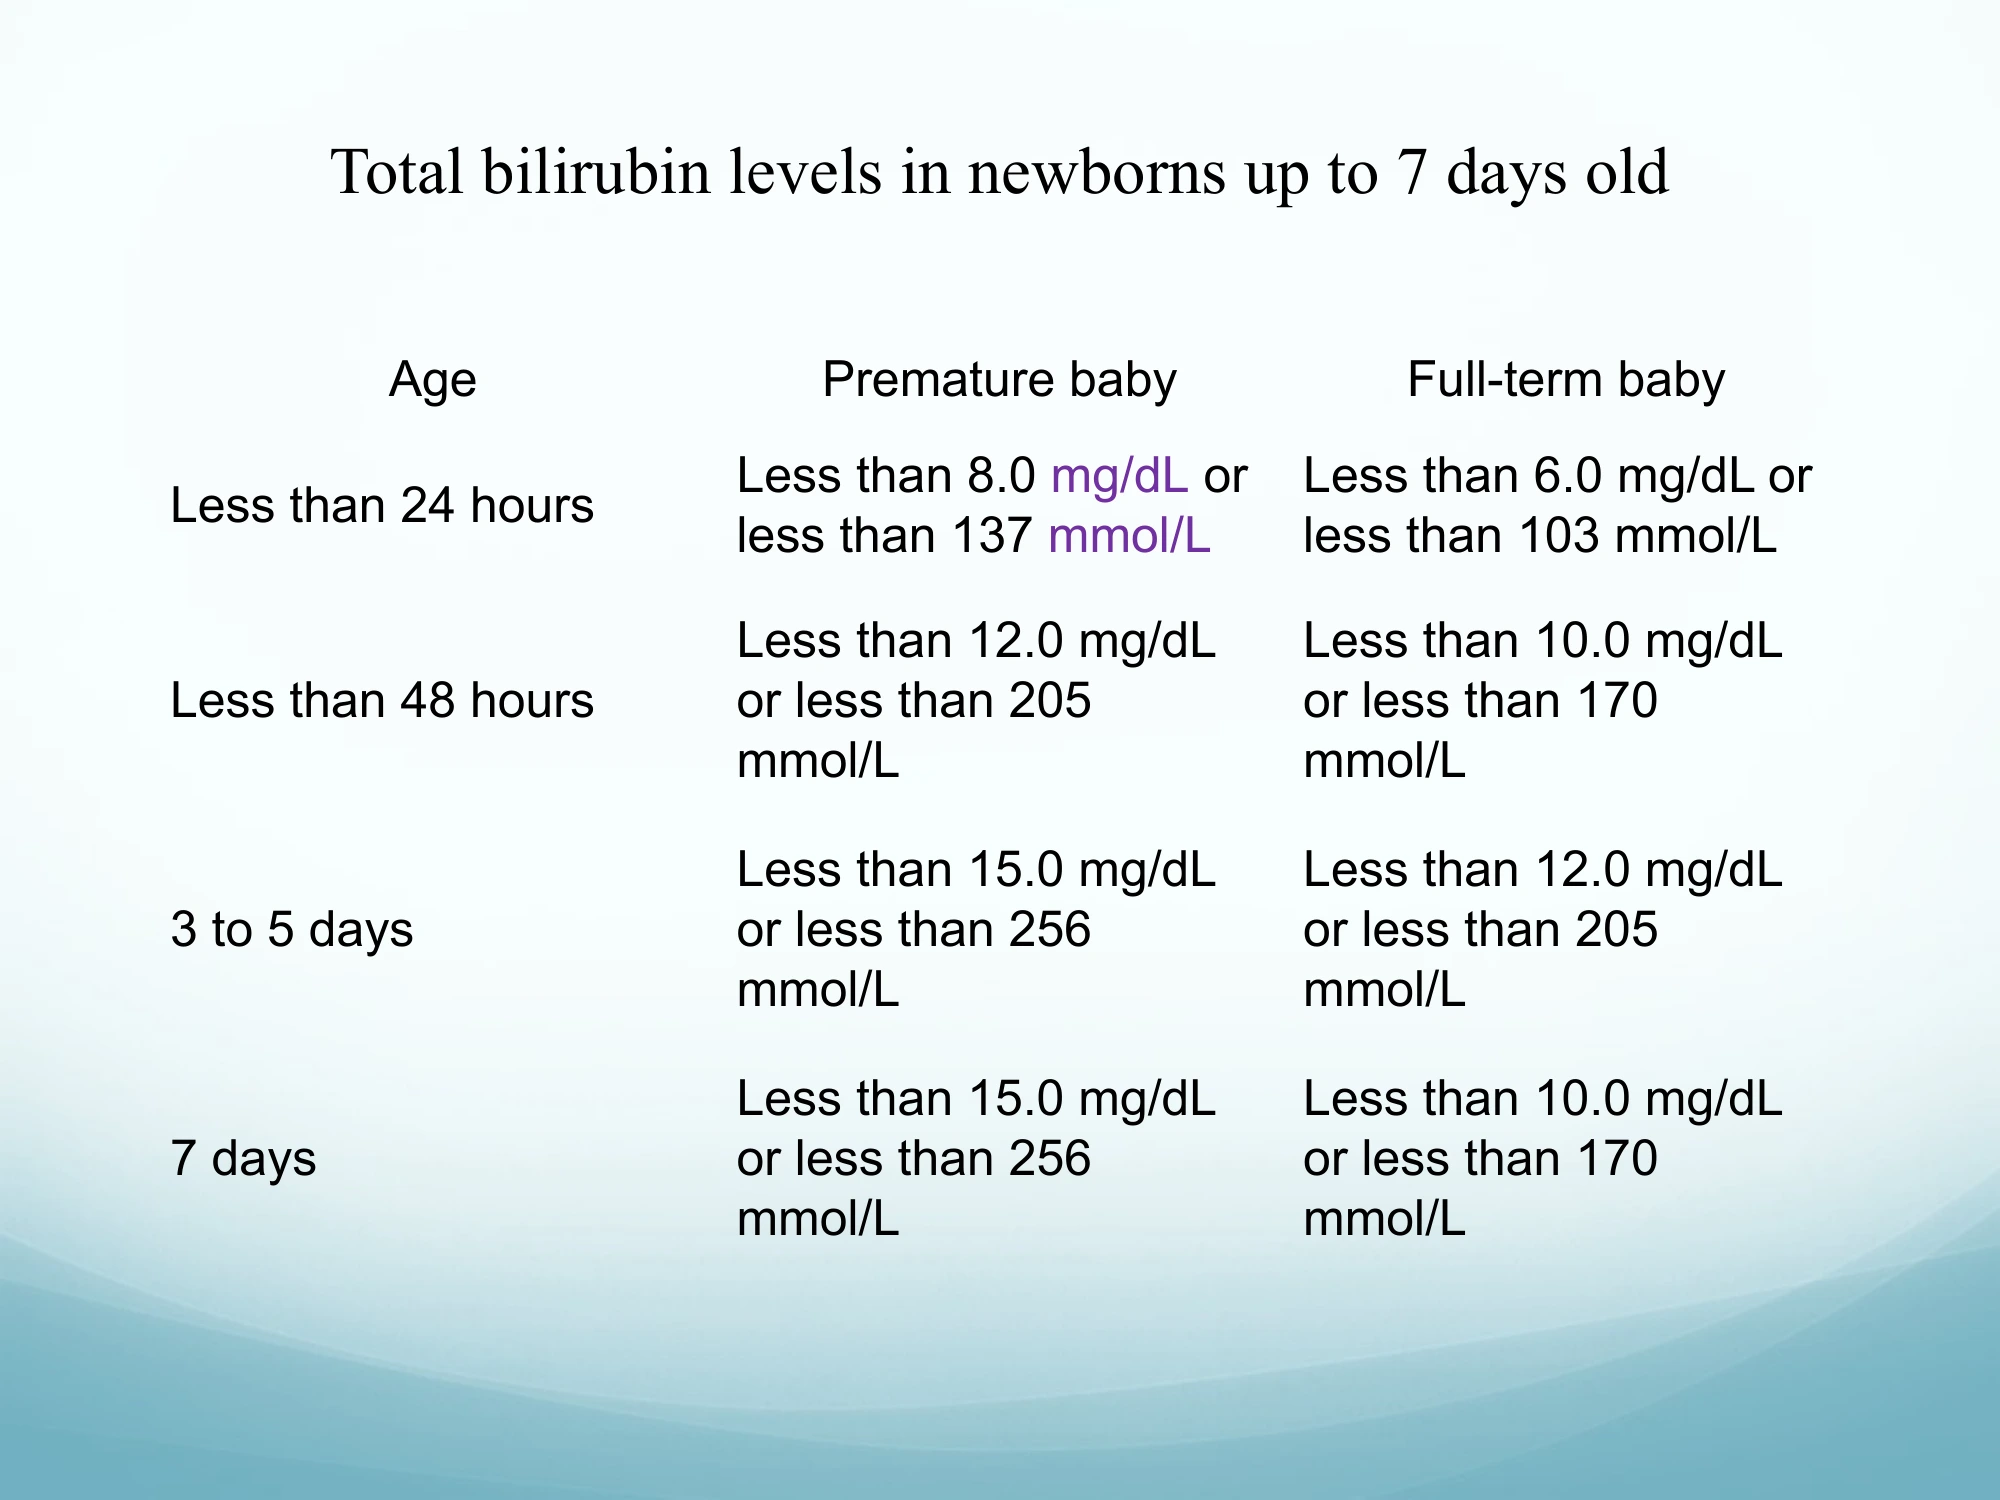 Total bilirubin levels in newborns up to 7 days old
Age
Premature baby
Full-term baby
Less than 24 hours
Less than 8.0 mg/dL or
less than 137 mmol/L
Less than 6.0 mg/dL or
less than 103 mmol/L
Less than 48 hours
Less than 12.0 mg/dL
or less than 205
mmol/L
Less than 10.0 mg/dL
or less than 170
mmol/L
3 to 5 days
Less than 15.0 mg/dL
or less than 256
mmol/L
Less than 12.0 mg/dL
or less than 205
mmol/L
7 days
Less than 15.0 mg/dL
or less than 256
mmol/L
Less than 10.0 mg/dL
or less than 170
mmol/L